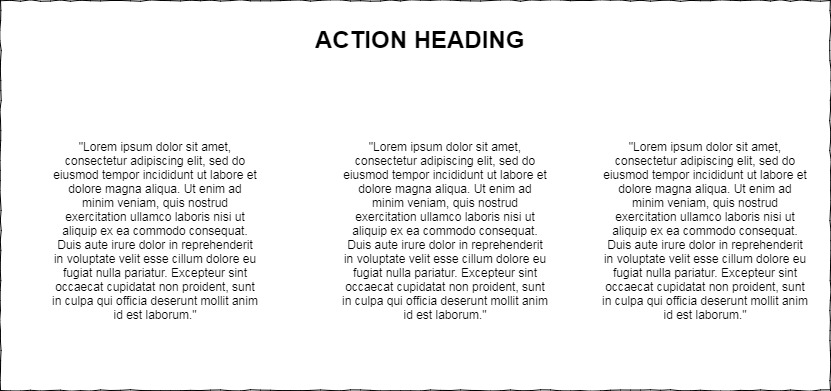 ACTION HEADING
"Lorem ipsum dolor sit amet,
consectetur adipiscing elit, sed do
eiusmod tempor incididunt ut labore et
dolore magna aliqua. Ut enim ad
minim veniam, quis nostrud
exercitation ullamco laboris nisi ut
aliquip ex ea commodo consequat.
Duis aute irure dolor in reprehenderit
in voluptate velit esse cillum dolore eu
fugiat nulla pariatur. Excepteur sint
occaecat cupidatat non proident, sunt
in culpa qui officia deserunt mollit anim
id est laborum."
"Lorem ipsum dolor sit amet,
consectetur adipiscing elit, sed do
eiusmod tempor incididunt ut labore et
dolore magna aliqua. Ut enim ad
minim veniam, quis nostrud
exercitation ullamco laboris nisi ut
aliquip ex ea commodo consequat.
Duis aute irure dolor in reprehenderit
in voluptate velit esse cillum dolore eu
fugiat nulla pariatur. Excepteur sint
occaecat cupidatat non proident, sunt
in culpa qui officia deserunt mollit anim
id est laborum."
"Lorem ipsum dolor sit amet,
consectetur adipiscing elit, sed do
eiusmod tempor incididunt ut labore et
dolore magna aliqua. Ut enim ad
minim veniam, quis nostrud
exercitation ullamco laboris nisi ut
aliquip ex ea commodo consequat.
Duis aute irure dolor in reprehenderit
in voluptate velit esse cillum dolore eu
fugiat nulla pariatur. Excepteur sint
occaecat cupidatat non proident, sunt
in culpa qui officia deserunt mollit anim
id est laborum."